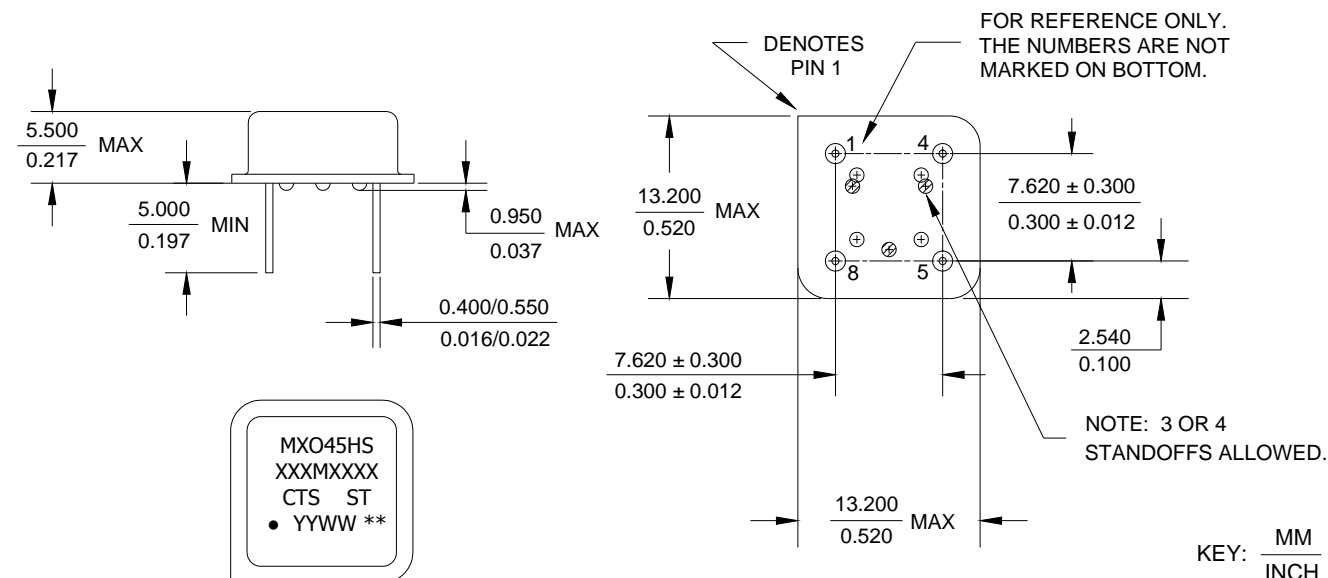 FOR REFERENCE ONLY.
THE NUMBERS ARE NOT
MARKED ON BOTTOM.
DENOTES
PIN 1
5.500
0.217
MAX
5.000
0.197
MIN
0.950
0.037
MAX
0.400/0.550
0.016/0.022
13.200
0.520
MAX
1
4
8
5
7.620 ± 0.300
0.300 ± 0.012
2.540
0.100
7.620 ± 0.300
0.300 ± 0.012
NOTE: 3 OR 4
STANDOFFS ALLOWED.
13.200
0.520
MAX
MXO45HS
XXXMXXXX
CTS ST
● YYWW **
KEY: MM
INCH